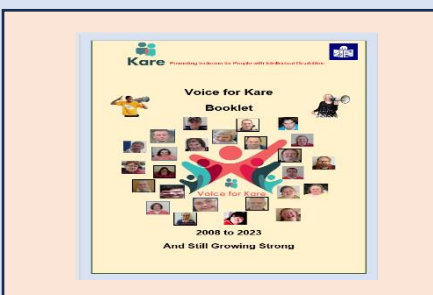 Kare Promoting Inclusion for People with Intellectual Disabilities
Voice for Kare
Booklet
Voice for Kare
2008 to 2023
And Still Growing Strong